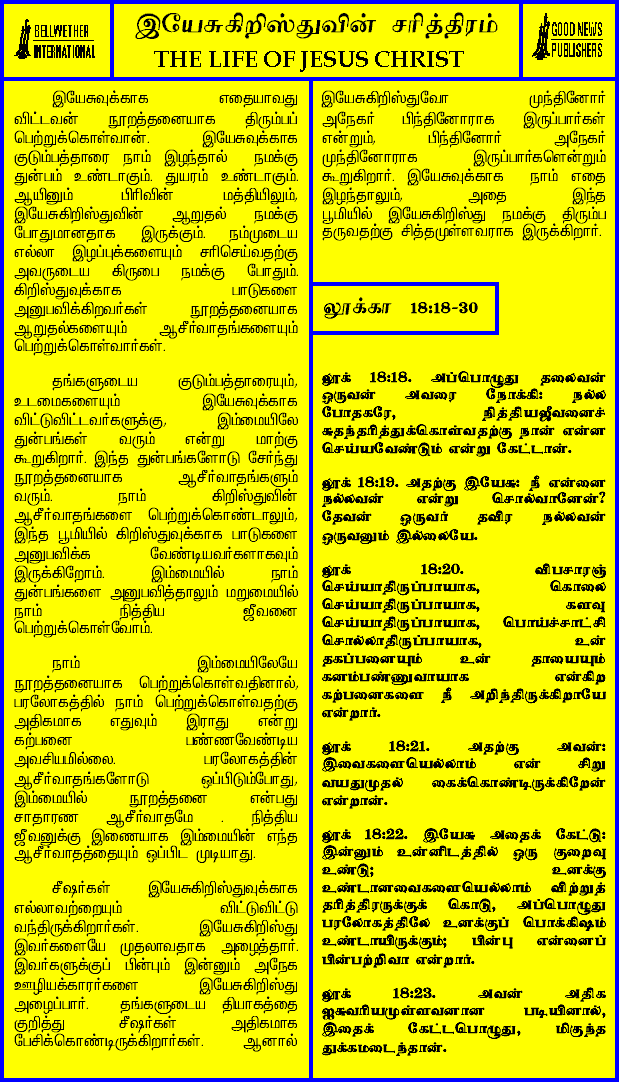 BELLWETHER
INTERNATIONAL
இயேசுகிறிஸ்துவின் சரித்திரம்
THE LIFE OF JESUS CHRIST
GOOD NEWS
PUBLISHERS
இயேசுவுக்காக எதையாவது
விட்டவன் நூறத்தனையாக திரும்பப்
பெற்றுக்கொள்வான். இயேசுவுக்காக
குடும்பத்தாரை நாம் இழந்தால் நமக்கு
துன்பம் உண்டாகும். துயரம் உண்டாகும்.
ஆயினும் பிரிவின் மத்தியிலும்,
இயேசுகிறிஸ்துவின் ஆறுதல் நமக்கு
போதுமானதாக இருக்கும். நம்முடைய
எல்லா இழப்புக்களையும் சரிசெய்வதற்கு
அவருடைய கிருபை நமக்கு போதும்.
கிறிஸ்துவுக்காக பாடுகளை
அனுபவிக்கிறவர்கள் நூறத்தனையாக
ஆறுதல்களையும் ஆசீர்வாதங்களையும்
பெற்றுக்கொள்வார்கள்.
தங்களுடைய குடும்பத்தாரையும்,
உடமைகளையும் இயேசுவுக்காக
விட்டுவிட்டவர்களுக்கு, இம்மையிலே
துன்பங்கள் வரும் என்று மாற்கு
கூறுகிறார். இந்த துன்பங்களோடு சேர்ந்து
நூறத்தனையாக ஆசீர்வாதங்களும்
வரும். நாம் கிறிஸ்துவின்
ஆசீர்வாதங்களை பெற்றுக்கொண்டாலும்,
இந்த பூமியில் கிறிஸ்துவுக்காக பாடுகளை
அனுபவிக்க வேண்டியவர்களாகவும்
இருக்கிறோம். இம்மையில் நாம்
துன்பங்களை அனுபவித்தாலும் மறுமையில்
நாம் நித்திய ஜீவனை
பெற்றுக்கொள்வோம்.
நாம் இம்மையிலேயே
நூறத்தனையாக பெற்றுக்கொள்வதினால்,
பரலோகத்தில் நாம் பெற்றுக்கொள்வதற்கு
அதிகமாக எதுவும் இராது என்று
கற்பனை பண்ணவேண்டிய
அவசியமில்லை. பரலோகத்தின்
ஆசீர்வாதங்களோடு ஒப்பிடும்போது,
இம்மையில் நூறத்தனை என்பது
சாதாரண ஆசீர்வாதமே . நித்திய
ஜீவனுக்கு இணையாக இம்மையின் எந்த
ஆசீர்வாதத்தையும் ஒப்பிட முடியாது.
சீஷர்கள் இயேசுகிறிஸ்துவுக்காக
எல்லாவற்றையும் விட்டுவிட்டு
வந்திருக்கிறார்கள். இயேசுகிறிஸ்து
இவர்களையே முதலாவதாக அழைத்தார்.
இவர்களுக்குப் பின்பும் இன்னும் அநேக
ஊழியக்காரர்களை இயேசுகிறிஸ்து
அழைப்பார். தங்களுடைய தியாகத்தை
குறித்து சீஷர்கள் அதிகமாக
பேசிக்கொண்டிருக்கிறார்கள். ஆனால்
இயேசுகிறிஸ்துவோ முந்தினோர்
அநேகர் பிந்தினோராக இருப்பார்கள்
என்றும், பிந்தினோர் அநேகர்
முந்தினோராக இருப்பார்களென்றும்
கூறுகிறார். இயேசுவுக்காக நாம் எதை
இழந்தாலும், அதை இந்த
பூமியில் இயேசுகிறிஸ்து நமக்கு திரும்ப
தருவதற்கு சித்தமுள்ளவராக இருக்கிறார்.
லூக்கா 18:18-30
லூக் 18:18. அப்பொழுது தலைவன்
ஒருவன் அவரை நோக்கி: நல்ல
போதகரே, நித்தியஜீவனைச்
சுதந்தரித்துக்கொள்வதற்கு நான் என்ன
செய்யவேண்டும் என்று கேட்டான்.
லூக் 18:19. அதற்கு இயேசு: நீ என்னை
நல்லவன் என்று சொல்வானேன்?
தேவன் ஒருவர் தவிர நல்லவன்
ஒருவனும் இல்லையே.
லூக் 18:20. விபசாரஞ்
செய்யாதிருப்பாயாக, கொலை
செய்யாதிருப்பாயாக, களவு
செய்யாதிருப்பாயாக, பொய்ச்சாட்சி
சொல்லாதிருப்பாயாக, உன்
தகப்பனையும் உன் தாயையும்
கனம்பண்ணுவாயாக என்கிற
கற்பனைகளை நீ அறிந்திருக்கிறாயே
என்றார்.
லூக் 18:21. அதற்கு அவன்:
இவைகளையெல்லாம் என் சிறு
வயதுமுதல் கைக்கொண்டிருக்கிறேன்
என்றான்.
லூக் 18:22. இயேசு அதைக் கேட்டு:
இன்னும் உன்னிடத்தில் ஒரு குறைவு
உண்டு; உனக்கு
உண்டானவைகளையெல்லாம் விற்றுத்
தரித்திரருக்குக் கொடு, அப்பொழுது
பரலோகத்திலே உனக்குப் பொக்கிஷம்
உண்டாயிருக்கும்; பின்பு என்னைப்
பின்பற்றிவா என்றார்.
லூக் 18:23. அவன் அதிக
ஐசுவரியமுள்ளவனான படியினால்,
இதைக் கேட்டபொழுது, மிகுந்த
துக்கமடைந்தான்.